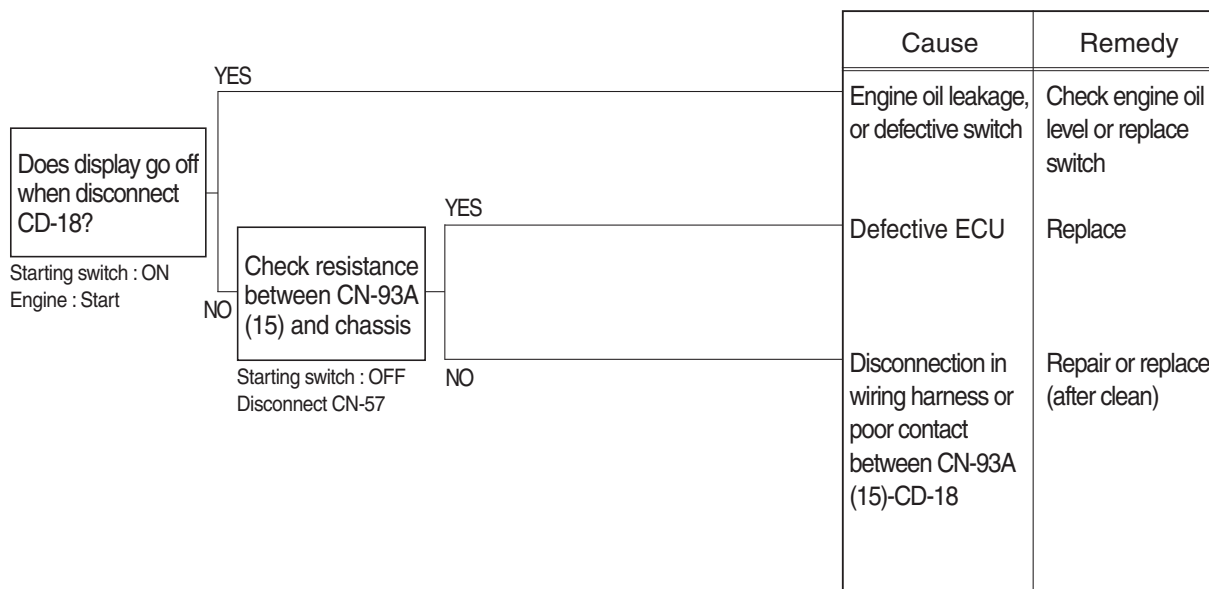 Cause
Remedy
YES
Engine oil leakage,
or defective switch
Check engine oil
level or replace
switch
Does display go off
when disconnect
CD-18?
Starting switch : ON
Engine : Start
YES
Defective ECU
Replace
NO
Check resistance
between CN-93A
(15) and chassis
Starting switch : OFF
Disconnect CN-57
NO
Disconnection in
wiring harness or
poor contact
between CN-93A
(15)-CD-18
Repair or replace
(after clean)